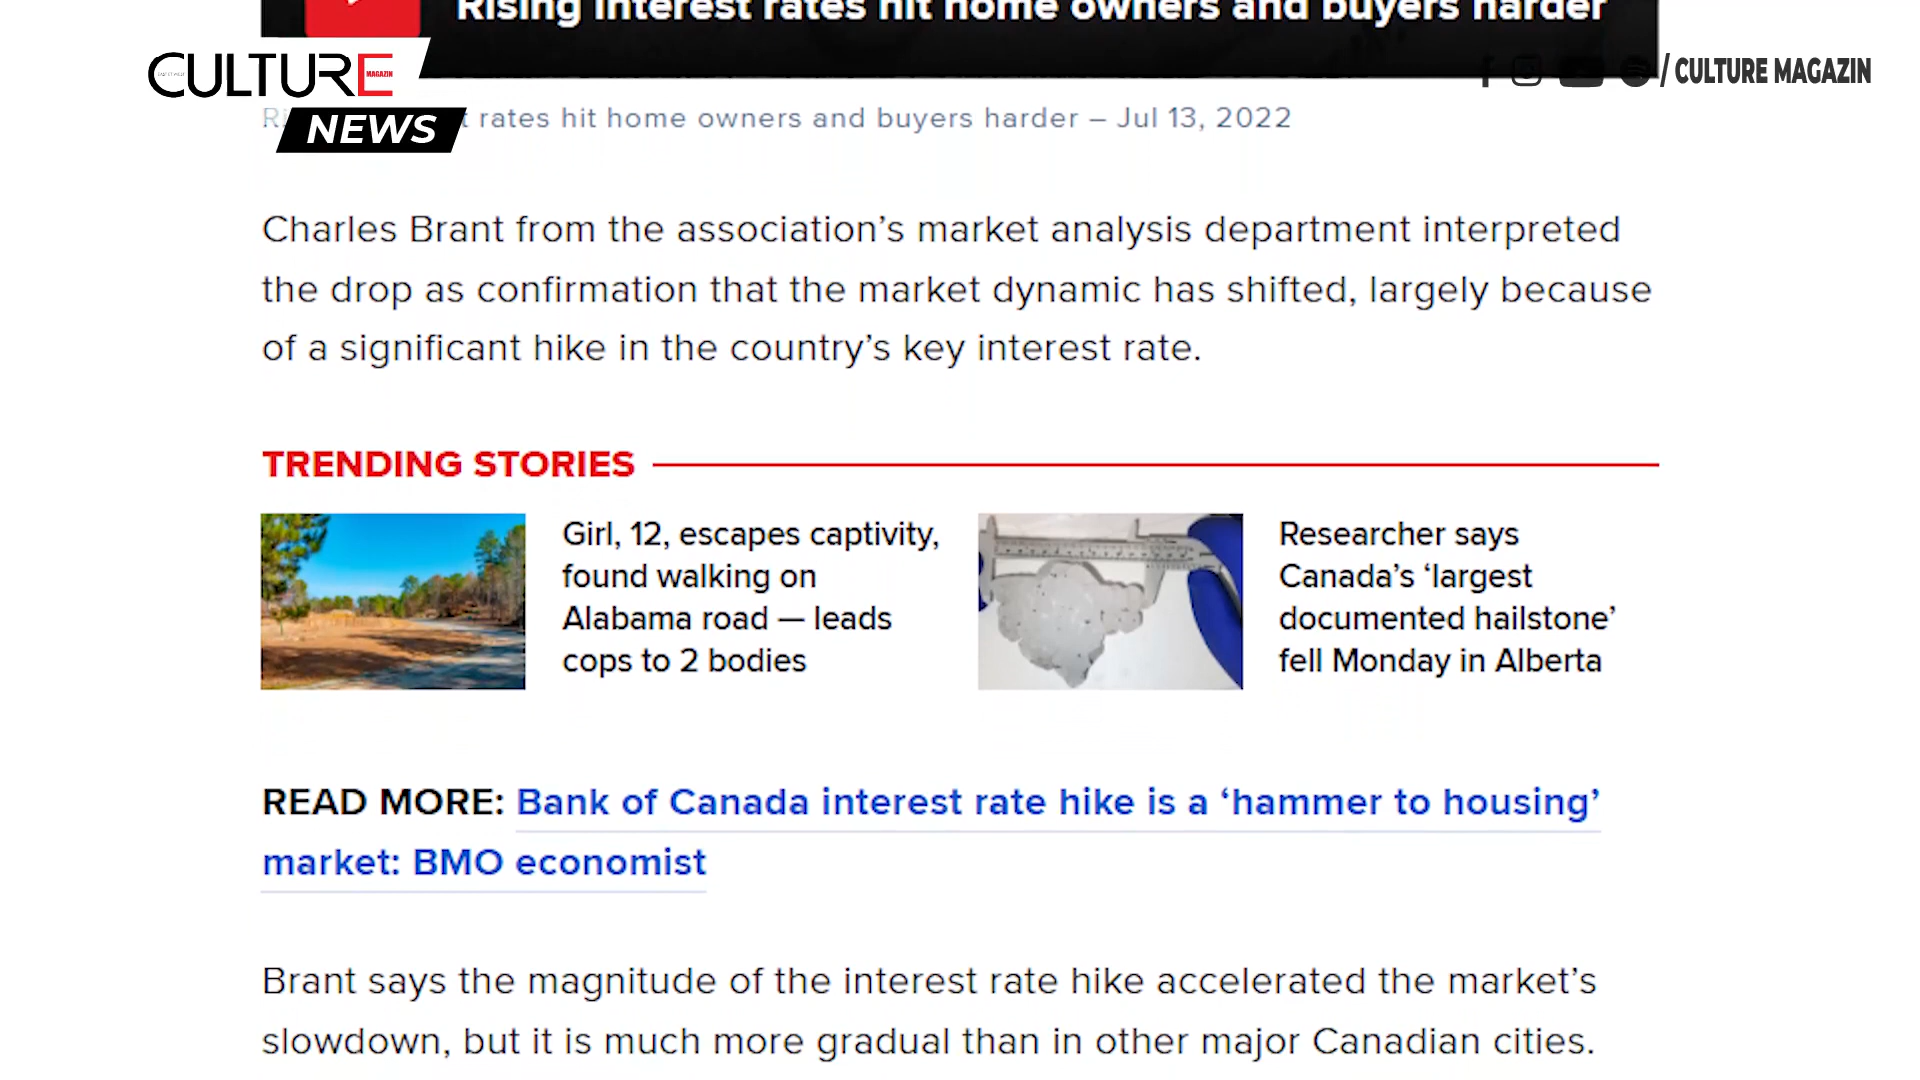 Rising interest rates hit home owners and buyers harder
CULTURE
MAGAZIN
NEWS
/ CULTURE MAGAZIN
rates hit home owners and buyers harder – Jul 13, 2022
Charles Brant from the association’s market analysis department interpreted
the drop as confirmation that the market dynamic has shifted, largely because
of a significant hike in the country’s key interest rate.
TRENDING STORIES
Girl, 12, escapes captivity,
found walking on
Alabama road — leads
cops to 2 bodies
Researcher says
Canada’s ‘largest
documented hailstone’
fell Monday in Alberta
READ MORE: Bank of Canada interest rate hike is a ‘hammer to housing’
market: BMO economist
Brant says the magnitude of the interest rate hike accelerated the market’s
slowdown, but it is much more gradual than in other major Canadian cities.